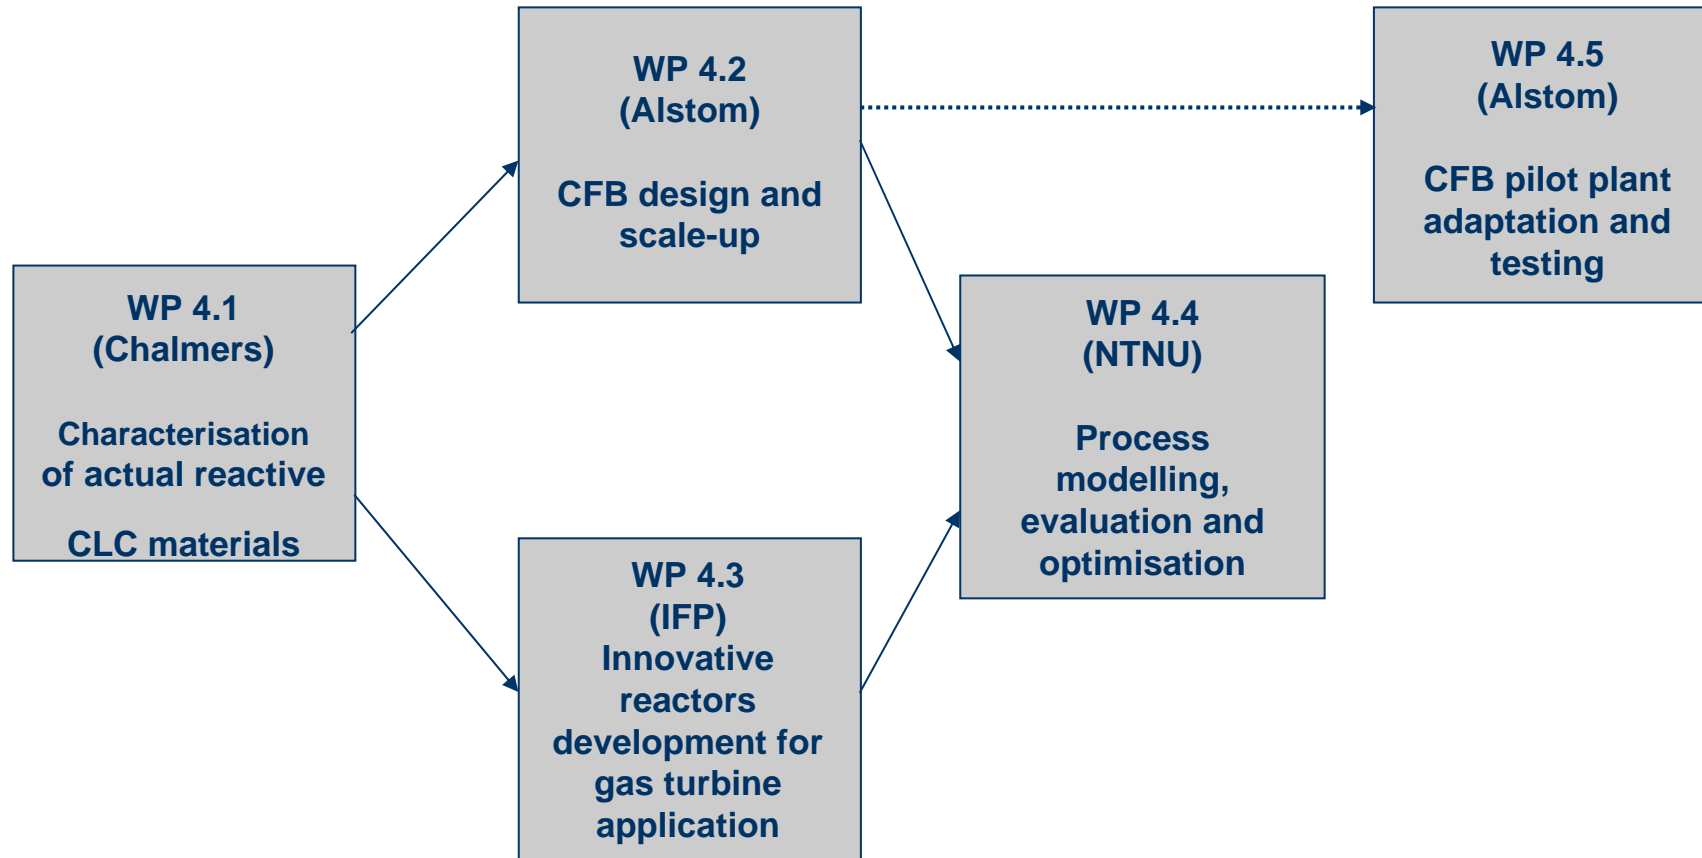 WP 4.1
(Chalmers)
Characterisation
of actual reactive
CLC materials
WP 4.2
(Alstom)
CFB design and
scale-up
WP 4.3
(IFP)
Innovative
reactors
development for
gas turbine
application
WP 4.4
(NTNU)
Process
modelling,
evaluation and
optimisation
WP 4.5
(Alstom)
CFB pilot plant
adaptation and
testing